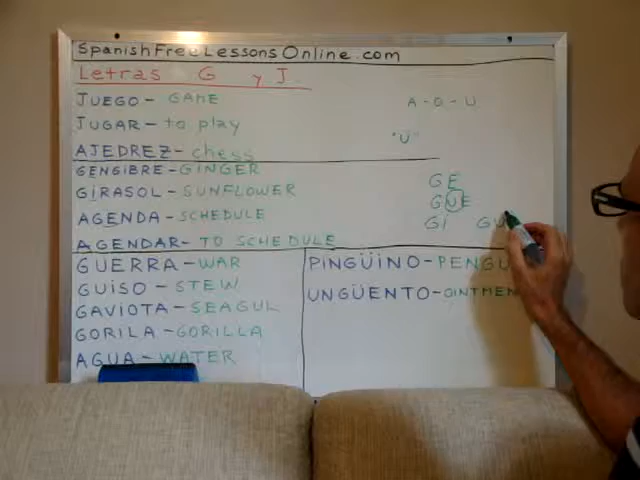 SpanishFreeLessonsOnline.com
Letras G y J.
JUEGO - GAME
JUGAR - to play
AJEDREZ - chess
GENGIBRE - GINGER
GIRASOL - SUNFLOWER
AGENDA - SCHEDULE
AGENDAR - TO SCHEDULE
A - O - U
"Ü"
GE
GUE
GI GU
GUERRA - WAR
GUISO - STEW
GAVIOTA - SEAGUL
GORILA - GORILLA
AGUA - WATER
PINGÜINO - PENGU
UNGÜENTO - OINTMEN